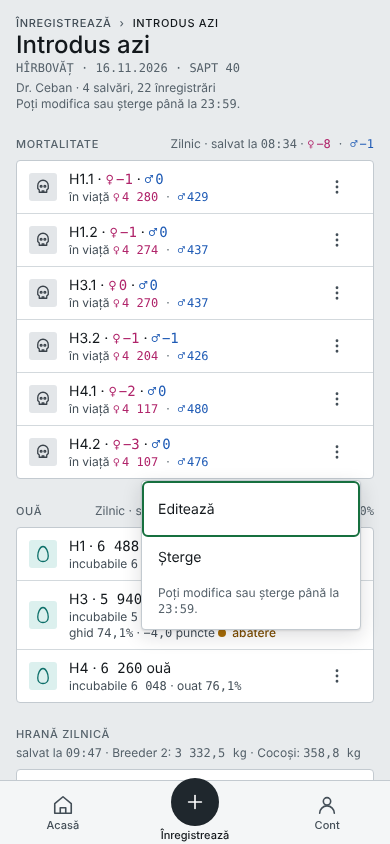 ÎNREGISTREAZĂ › INTRODUS AZI
Introdus azi
HÎRBOVĂȚ · 16.11.2026 · SAPT 40
Dr. Ceban · 4 salvări, 22 înregistrări
Poți modifica sau șterge până la 23:59.
MORTALITATE Zilnic · salvat la 08:34 · ♀−8 · ♂−1
H1.1 · ♀−1 · ♂0
în viață ♀4 280 · ♂429
H1.2 · ♀−1 · ♂0
în viață ♀4 274 · ♂437
H3.1 · ♀0 · ♂0
în viață ♀4 270 · ♂437
H3.2 · ♀−1 · ♂−1
în viață ♀4 204 · ♂426
H4.1 · ♀−2 · ♂0
în viață ♀4 117 · ♂480
H4.2 · ♀−3 · ♂0
în viață ♀4 107 · ♂476
Editează
Șterge
Poți modifica sau șterge până la
23:59.
OUĂ Zilnic · s 0%
H1 · 6 488
incubabile 6
H3 · 5 940
incubabile 5
ghid 74,1% · −4,0 puncte abatere
H4 · 6 260 ouă
incubabile 6 048 · ouat 76,1%
HRANĂ ZILNICĂ
salvat la 09:47 · Breeder 2: 3 332,5 kg · Cocoși: 358,8 kg
Acasă
Înregistrează
Cont